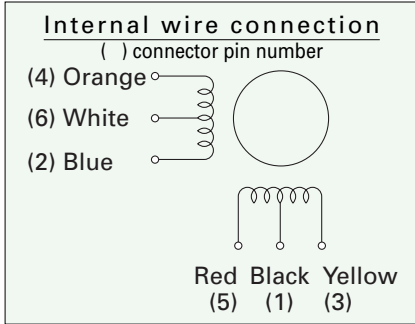 Internal wire connection
( ) connector pin number
(4) Orange
(6) White
(2) Blue
Red Black Yellow
(5) (1) (3)